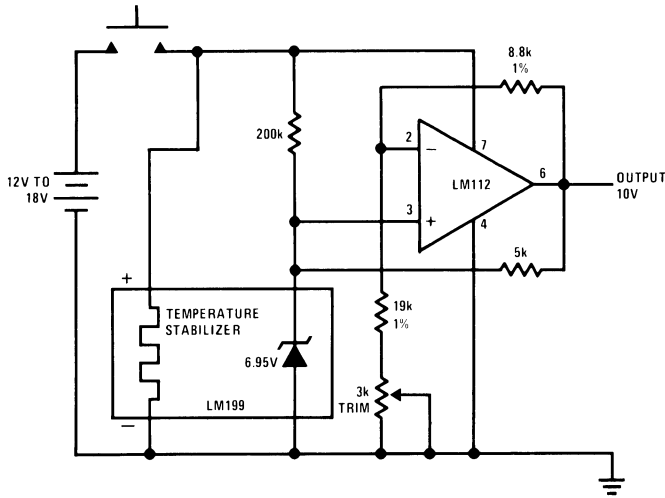 8.8k
1%
200k
2
7
12V TO
18V
LM112
6
OUTPUT
10V
3
4
−
+
5k
+
TEMPERATURE
STABILIZER
19k
1%
6.95V
3k
TRIM
LM199
−